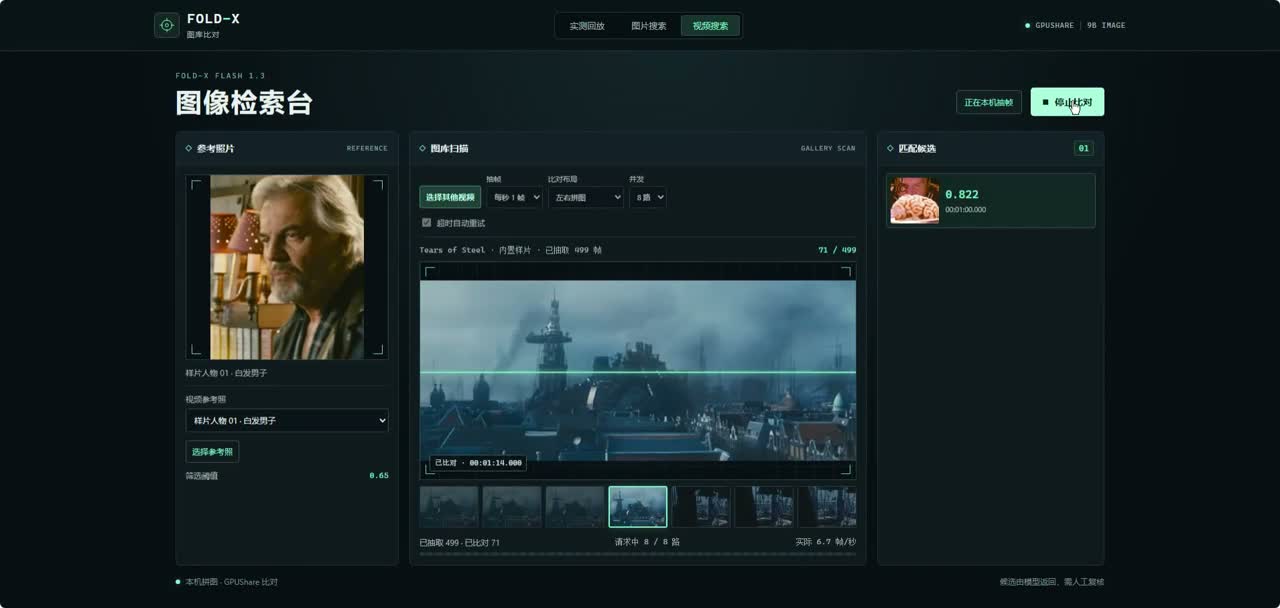 FOLD-X
图库比对
实测回放
图片搜索
视频搜索
GPUSHARE
9B IMAGE
FOLD-X FLASH 1.3
图像检索台
正在本机抽帧
■ 停止比对
参考照片
REFERENCE
样片人物 01 · 白发男子
视频参考照
样片人物 01 · 白发男子
选择参考照
筛选阈值
0.65
图库扫描
GALLERY SCAN
选择其他视频
抽帧
每秒 1 帧
比对布局
左右拼图
并发
8 路
超时自动重试
Tears of Steel · 内置样片 · 已抽取 499 帧
71 / 499
已比对 · 00:01:14.000
已抽取 499 · 已比对 71
请求中 8 / 8 路
实际 6.7 帧/秒
匹配候选
01
0.822
00:01:00.000
本机拼图 · GPUShare 比对
候选由模型返回，需人工复核